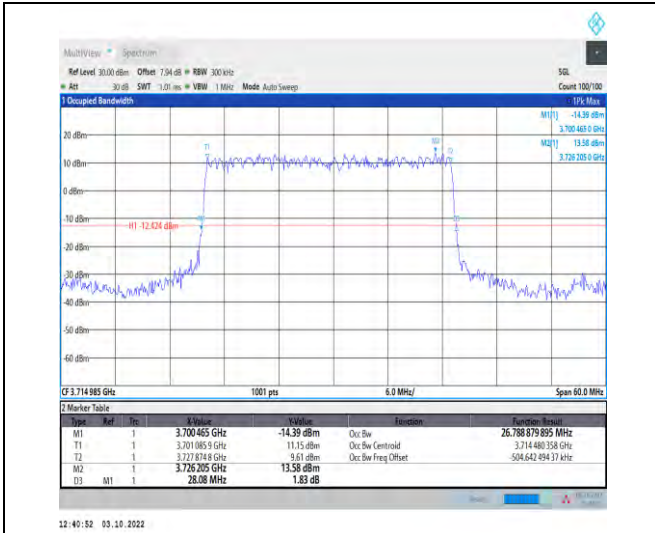 MultiView Spectrum
Ref Level 30.00 dBm Offset 7.94 dB RBW 300 kHz SGL
Att 30 dB SWT 1.01 ms VBW 1 MHz Mode Auto Sweep Count 100/100
1 Occupied Bandwidth 1Pk Max
M1[1] -14.39 dBm
3.700 465 0 GHz
M2[1] 13.58 dBm
3.726 205 0 GHz
20 dBm
T1 M2 T2
10 dBm
0 dBm
-10 dBm
H1 -12.424 dBm
-20 dBm
-30 dBm
-40 dBm
-50 dBm
-60 dBm
CF 3.714 985 GHz 1001 pts 6.0 MHz/ Span 60.0 MHz
2 Marker Table
Type Ref Trc X-Value Y-Value Function Function Result
M1 1 3.700 465 GHz -14.39 dBm Occ Bw 26.788 879 895 MHz
T1 1 3.701 085 9 GHz 11.15 dBm Occ Bw Centroid 3.714 480 358 GHz
T2 1 3.727 874 8 GHz 9.61 dBm Occ Bw Freq Offset -504.642 494 37 kHz
M2 1 3.726 205 GHz 13.58 dBm
D3 M1 1 28.08 MHz 1.83 dB
12:40:52 03.10.2022